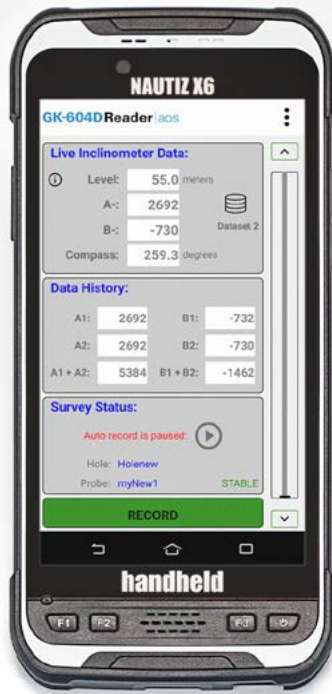 NAUTIZ X6
GK-604D Reader|aos
Live Inclinometer Data:
Level: 55.0 meters
A-: 2692
B-: -730
Dataset 2
Compass: 259.3 degrees
Data History:
A1: 2692 B1: -732
A2: 2692 B2: -730
A1 + A2: 5384 B1 + B2: -1462
Survey Status:
Auto record is paused:
Hole: Holenew
Probe: myNew1 STABLE
RECORD
handheld
F1 F2 F3